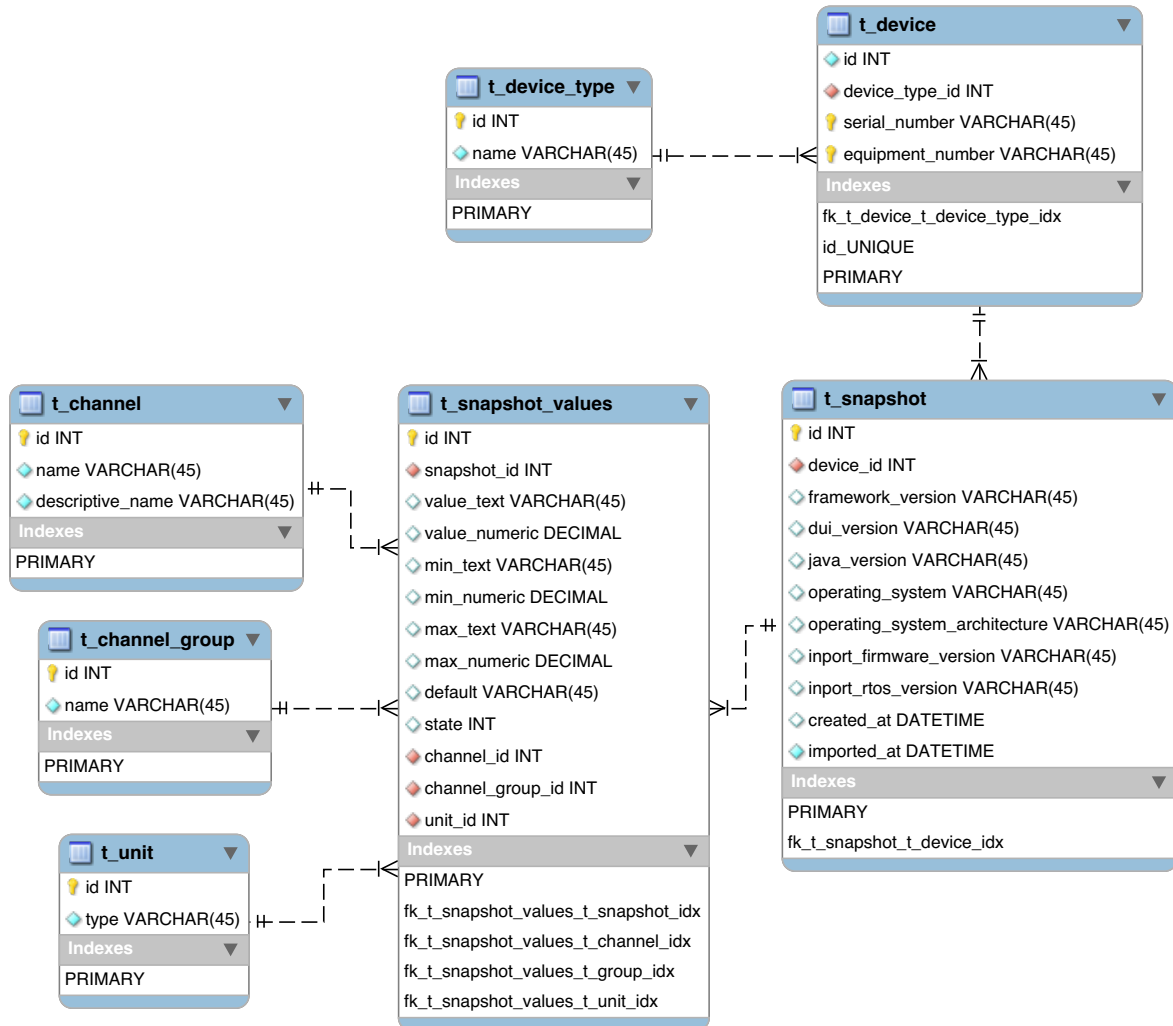 t_device
id INT
device_type_id INT
serial_number VARCHAR(45)
equipment_number VARCHAR(45)
Indexes
fk_t_device_t_device_type_idx
id_UNIQUE
PRIMARY
t_device_type
id INT
name VARCHAR(45)
Indexes
PRIMARY
t_channel
id INT
name VARCHAR(45)
descriptive_name VARCHAR(45)
Indexes
PRIMARY
t_channel_group
id INT
name VARCHAR(45)
Indexes
PRIMARY
t_unit
id INT
type VARCHAR(45)
Indexes
PRIMARY
t_snapshot_values
id INT
snapshot_id INT
value_text VARCHAR(45)
value_numeric DECIMAL
min_text VARCHAR(45)
min_numeric DECIMAL
max_text VARCHAR(45)
max_numeric DECIMAL
default VARCHAR(45)
state INT
channel_id INT
channel_group_id INT
unit_id INT
Indexes
PRIMARY
fk_t_snapshot_values_t_snapshot_idx
fk_t_snapshot_values_t_channel_idx
fk_t_snapshot_values_t_group_idx
fk_t_snapshot_values_t_unit_idx
t_snapshot
id INT
device_id INT
framework_version VARCHAR(45)
dui_version VARCHAR(45)
java_version VARCHAR(45)
operating_system VARCHAR(45)
operating_system_architecture VARCHAR(45)
inport_firmware_version VARCHAR(45)
inport_rtos_version VARCHAR(45)
created_at DATETIME
imported_at DATETIME
Indexes
PRIMARY
fk_t_snapshot_t_device_idx